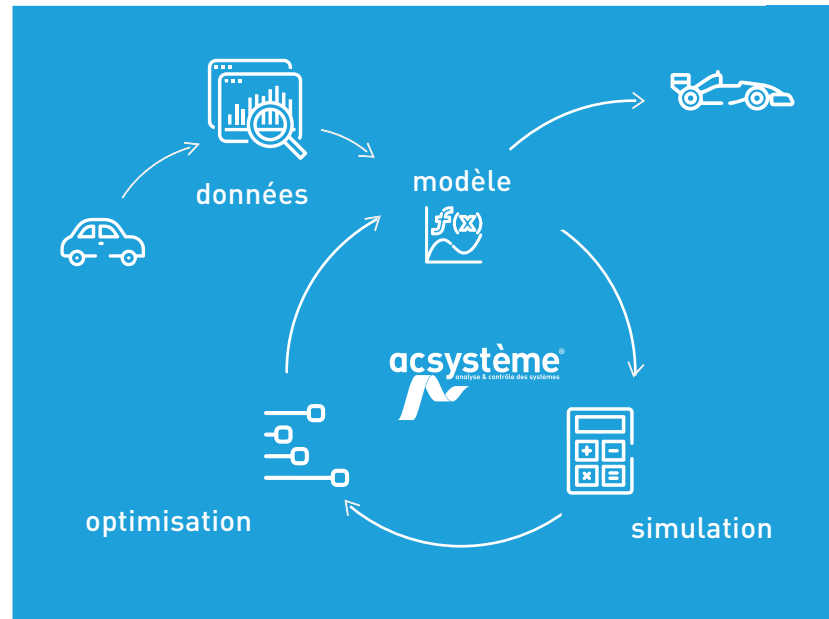 données
modèle
f(x)
acsystème®
analyse & contrôle des systèmes
optimisation
simulation